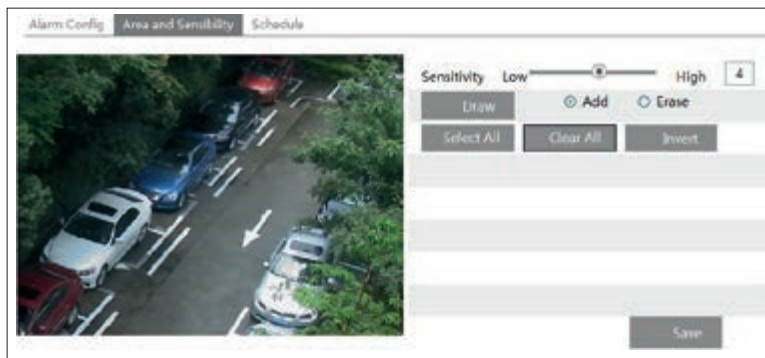 Alarm Config Area and Sensibility Schedule
Sensitivity Low High 4
Draw Add Erase
Select All Clear All Invert
Save